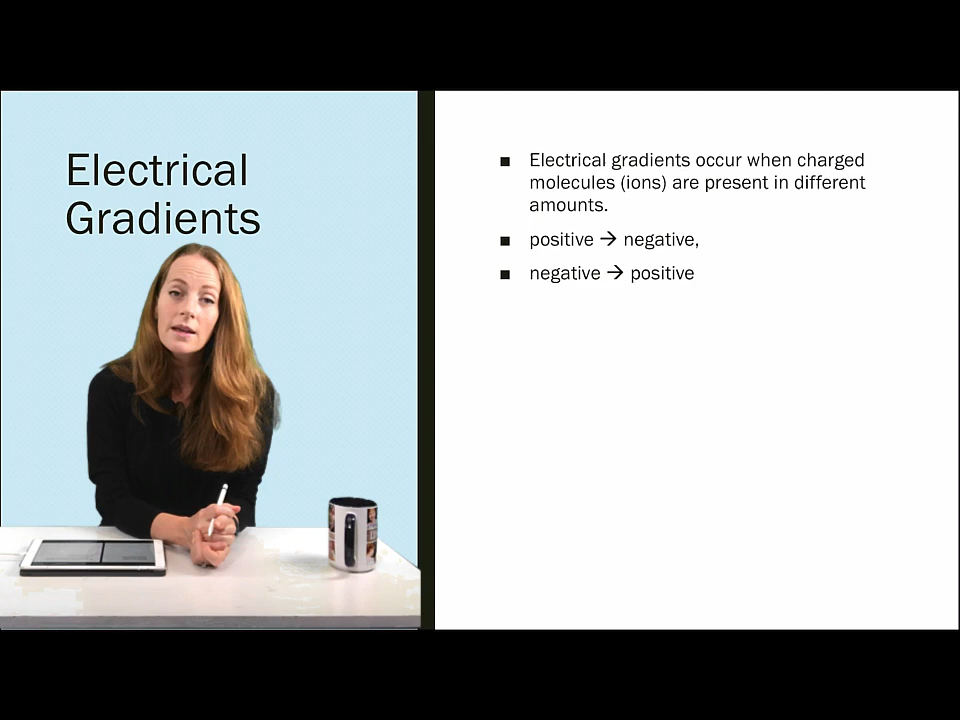 Electrical
Gradients
■ Electrical gradients occur when charged
molecules (ions) are present in different
amounts.
■ positive → negative,
■ negative → positive